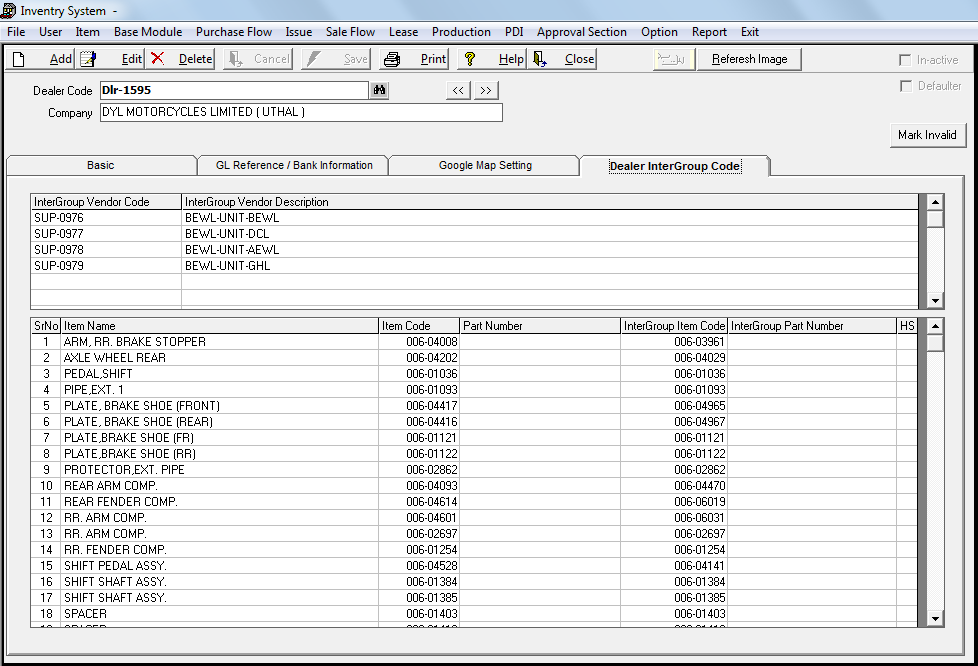 Inventry System -
File User Item Base Module Purchase Flow Issue Sale Flow Lease Production PDI Approval Section Option Report Exit
Add Edit Delete Cancel Save Print Help Close Referesh Image In-active
Defaulter
Dealer Code Dlr-1595 << >>
Company DYL MOTORCYCLES LIMITED ( UTHAL )
Mark Invalid
Basic GL Reference / Bank Information Google Map Setting Dealer InterGroup Code
InterGroup Vendor Code InterGroup Vendor Description
SUP-0976 BEWL-UNIT-BEWL
SUP-0977 BEWL-UNIT-DCL
SUP-0978 BEWL-UNIT-AEWL
SUP-0979 BEWL-UNIT-GHL
SrNo Item Name Item Code Part Number InterGroup Item Code InterGroup Part Number HS
1 ARM, RR. BRAKE STOPPER 006-04008 006-03961
2 AXLE WHEEL REAR 006-04202 006-04029
3 PEDAL,SHIFT 006-01036 006-01036
4 PIPE,EXT. 1 006-01093 006-01093
5 PLATE, BRAKE SHOE (FRONT) 006-04417 006-04965
6 PLATE, BRAKE SHOE (REAR) 006-04416 006-04967
7 PLATE,BRAKE SHOE (FR) 006-01121 006-01121
8 PLATE,BRAKE SHOE (RR) 006-01122 006-01122
9 PROTECTOR,EXT. PIPE 006-02862 006-02862
10 REAR ARM COMP. 006-04093 006-04470
11 REAR FENDER COMP. 006-04614 006-06019
12 RR. ARM COMP. 006-04601 006-06031
13 RR. ARM COMP. 006-02697 006-02697
14 RR. FENDER COMP. 006-01254 006-01254
15 SHIFT PEDAL ASSY. 006-04528 006-04141
16 SHIFT SHAFT ASSY. 006-01384 006-01384
17 SHIFT SHAFT ASSY. 006-01385 006-01385
18 SPACER 006-01403 006-01403